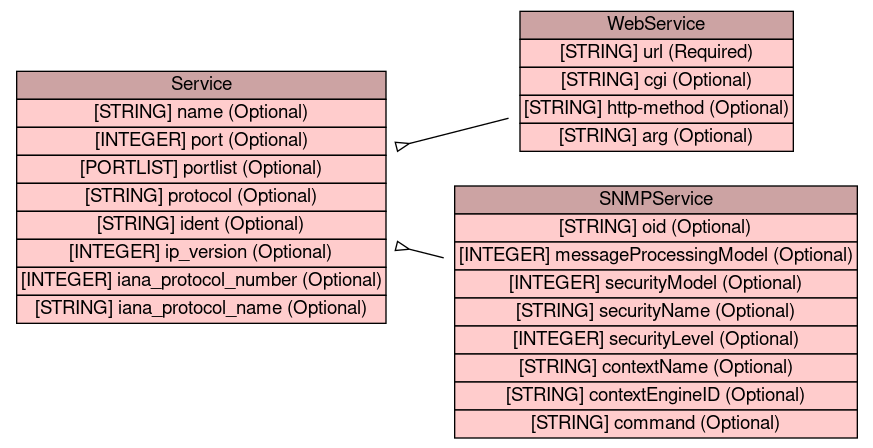 Service
[STRING] name (Optional)
[INTEGER] port (Optional)
[PORTLIST] portlist (Optional)
[STRING] protocol (Optional)
[STRING] ident (Optional)
[INTEGER] ip_version (Optional)
[INTEGER] iana_protocol_number (Optional)
[STRING] iana_protocol_name (Optional)
WebService
[STRING] url (Required)
[STRING] cgi (Optional)
[STRING] http-method (Optional)
[STRING] arg (Optional)
SNMPService
[STRING] oid (Optional)
[INTEGER] messageProcessingModel (Optional)
[INTEGER] securityModel (Optional)
[STRING] securityName (Optional)
[INTEGER] securityLevel (Optional)
[STRING] contextName (Optional)
[STRING] contextEngineID (Optional)
[STRING] command (Optional)